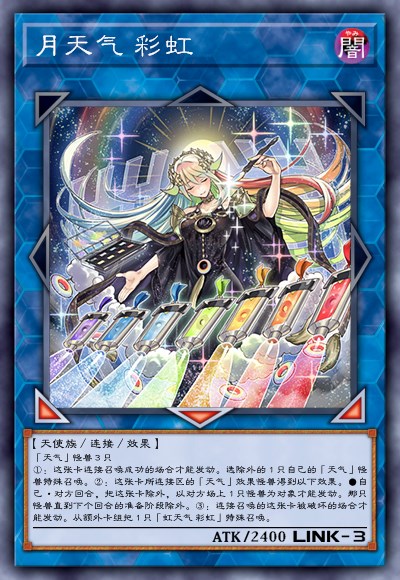 月天气 彩虹
やみ
闇
【天使族／连接／效果】
「天气」怪兽3只
①：这张卡连接召唤成功的场合才能发动。选除外的1只自己的「天气」怪
兽特殊召唤。②：这张卡所连接区的「天气」效果怪兽得到以下效果。●自
己·对方回合，把这张卡除外，以对方场上1只怪兽为对象才能发动。那只
怪兽直到下个回合的准备阶段除外。③：连接召唤的这张卡被破坏的场合才
能发动。从额外卡组把1只「虹天气 彩虹」特殊召唤。
ATK/2400 LINK-3